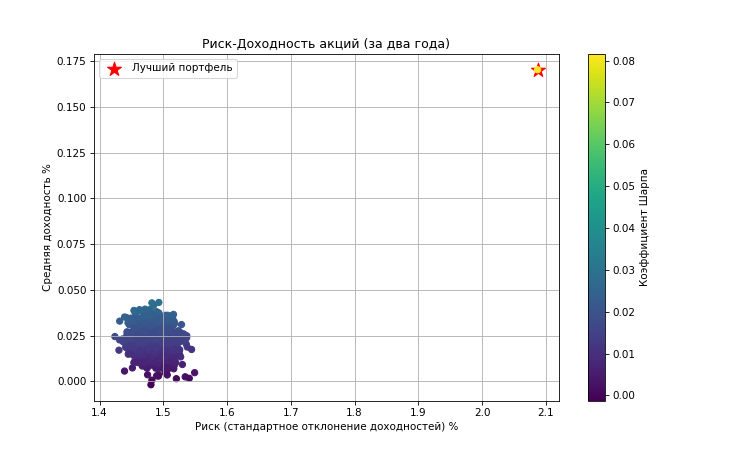 Риск-Доходность акций (за два года)
Лучший портфель
0.175
0.150
0.125
0.100
0.075
0.050
0.025
0.000
Средняя доходность %
1.4 1.5 1.6 1.7 1.8 1.9 2.0 2.1
Риск (стандартное отклонение доходностей) %
0.08
0.07
0.06
0.05
0.04
0.03
0.02
0.01
0.00
Коэффициент Шарпа